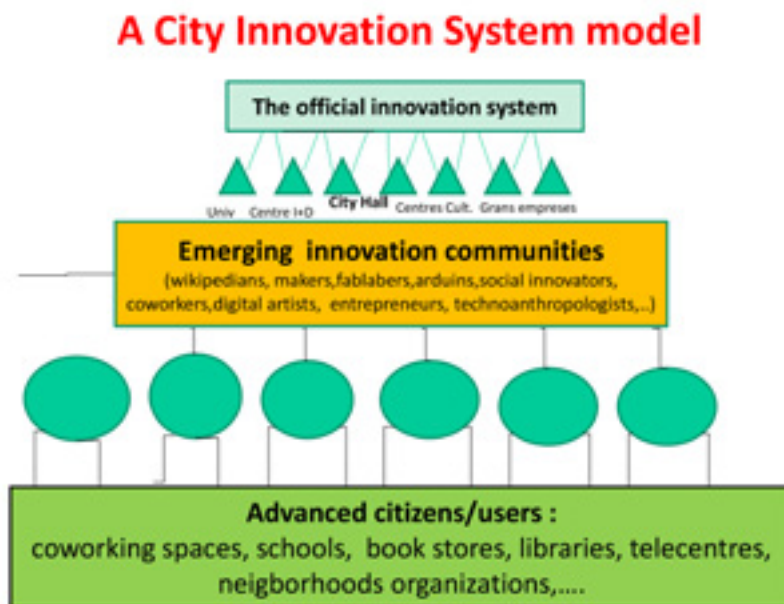 A City Innovation System model
The official innovation system
Univ Centre I+D City Hall Centres Cult. Grans empreses
Emerging innovation communities
(wikipedians, makers,fablabers,arduins,social innovators,
coworkers,digital artists, entrepreneurs, technoanthropologists,..)
Advanced citizens/users :
coworking spaces, schools, book stores, libraries, telecentres,
neigborhoods organizations,....